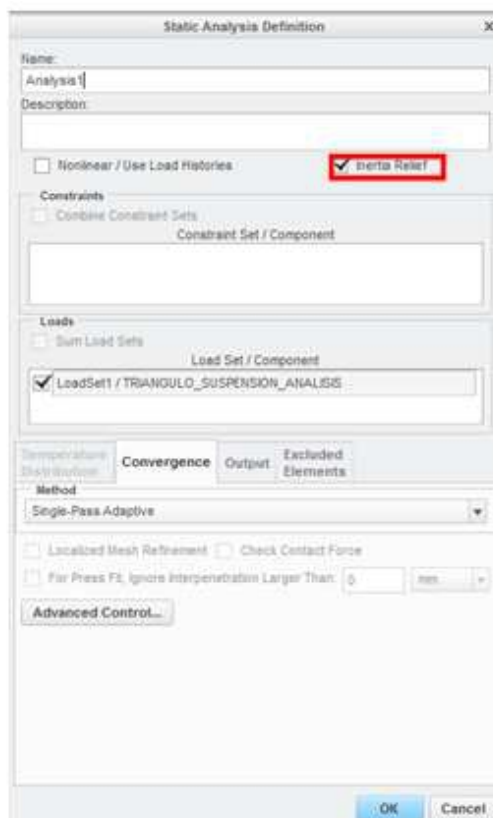 Static Analysis Definition X
Name:
Analysis1
Description:
Nonlinear / Use Load Histories Inertia Relief
Constraints
Combine Constraint Sets
Constraint Set / Component
Loads
Sum Load Sets
Load Set / Component
LoadSet1 / TRIANGULO_SUSPENSION_ANALISIS
Temperature Distribution Convergence Output Excluded Elements
Method
Single-Pass Adaptive
Localized Mesh Refinement Check Contact Force
For Press Fit, Ignore Interpenetration Larger Than: 0 mm
Advanced Control...
OK Cancel